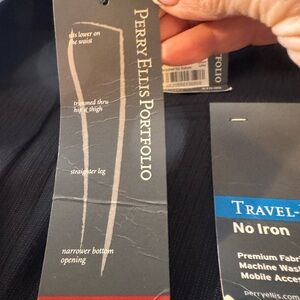 sits lower on
the waist
trimmed thru
hip & thigh
straighter leg
narrower bottom
opening
PERRY ELLIS PORTFOLIO
TRAVEL-
No Iron
Premium Fabri
Machine Wash
Mobile Acces
perryellis.com